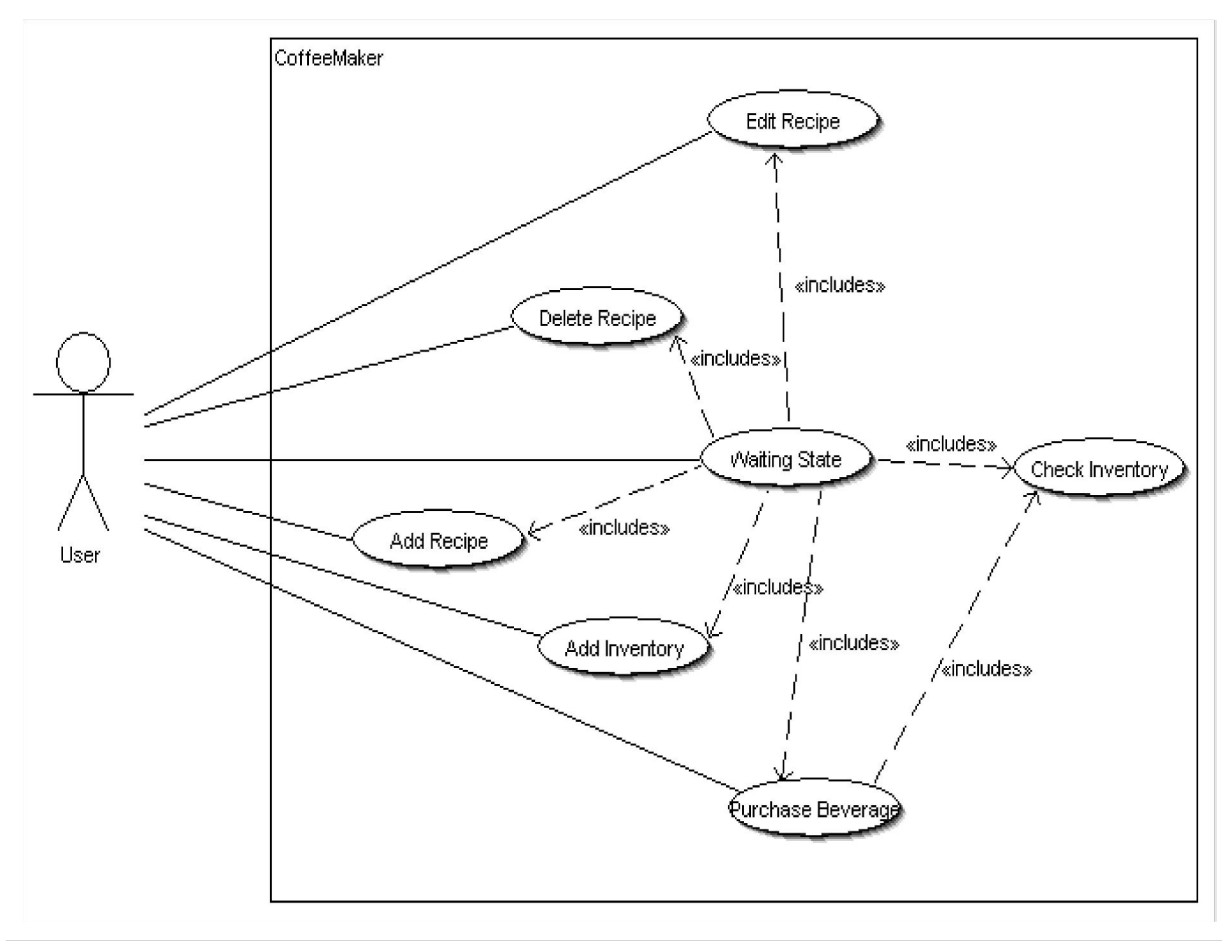 CoffeeMaker
Edit Recipe
«includes»
Delete Recipe
«includes»
«includes»
Waiting State
Check Inventory
Add Recipe
«includes»
User
«includes»
Add Inventory
«includes»
«includes»
Purchase Beverage